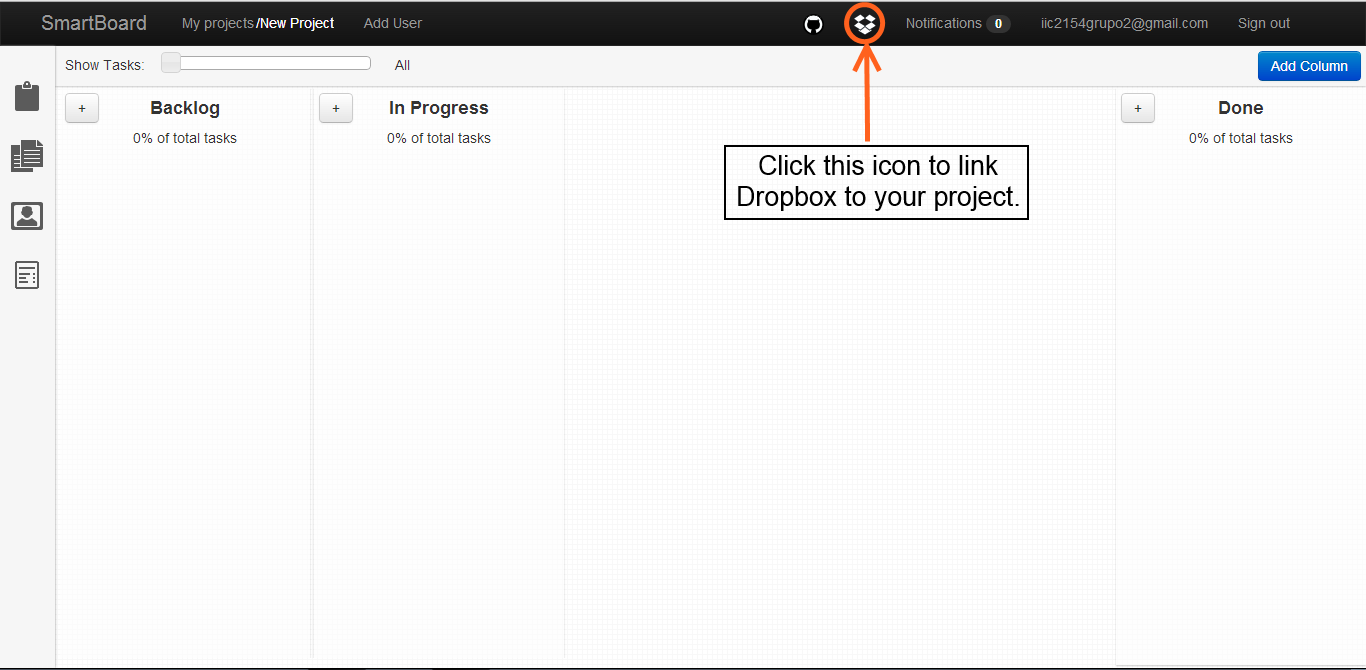 SmartBoard My projects/New Project Add User Notifications 0 iic2154grupo2@gmail.com Sign out
Show Tasks: All Add Column
+ Backlog + In Progress + Done
0% of total tasks 0% of total tasks 0% of total tasks
Click this icon to link
Dropbox to your project.